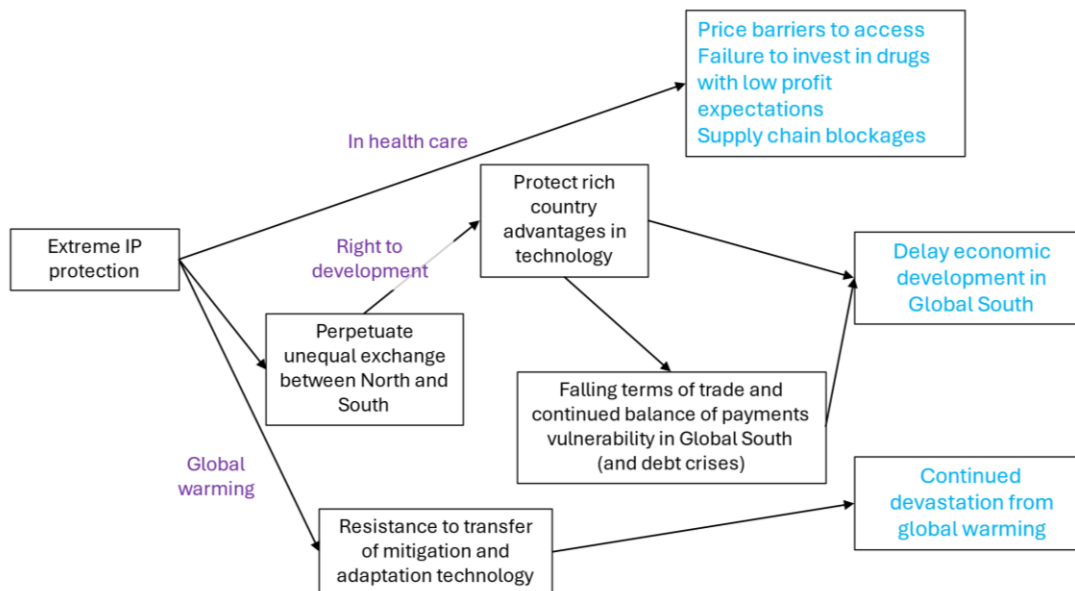 Price barriers to access
Failure to invest in drugs
with low profit
expectations
Supply chain blockages
In health care
Protect rich
country
advantages in
technology
Extreme IP
protection
Right to
development
Delay economic
development in
Global South
Perpetuate
unequal exchange
between North and
South
Falling terms of trade and
continued balance of payments
vulnerability in Global South
(and debt crises)
Global
warming
Continued
devastation from
global warming
Resistance to transfer
of mitigation and
adaptation technology